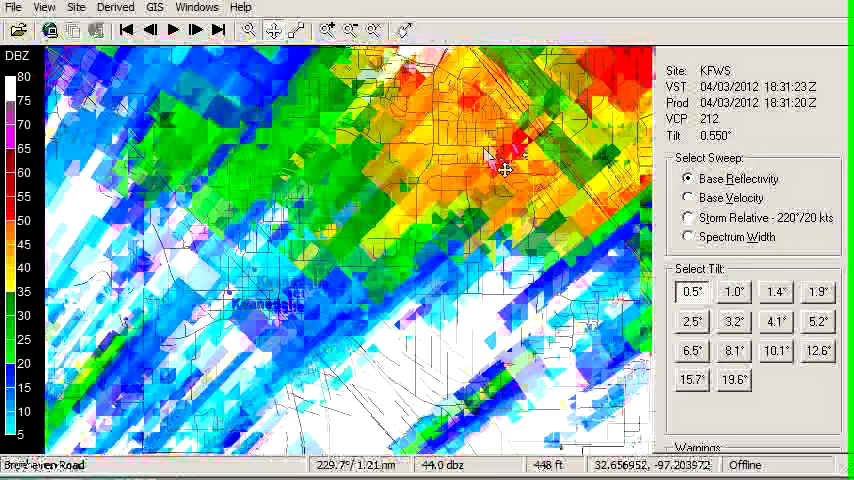 File View Site Derived GIS Windows Help
DBZ
80
75
70
65
60
55
50
45
40
35
30
25
20
15
10
5
Kennedale
Site: KFWS
VST 04/03/2012 18:31:23Z
Prod 04/03/2012 18:31:20Z
VCP 212
Tilt 0.550°
Select Sweep:
Base Reflectivity
Base Velocity
Storm Relative - 220°/20 kts
Spectrum Width
Select Tilt:
0.5° 1.0° 1.4° 1.9°
2.5° 3.2° 4.1° 5.2°
6.5° 8.1° 10.1° 12.6°
15.7° 19.6°
Warnings
Road 229.7°/ 1.21 nm 44.0 dbz 448 ft 32.656952, -97.203972 Offline